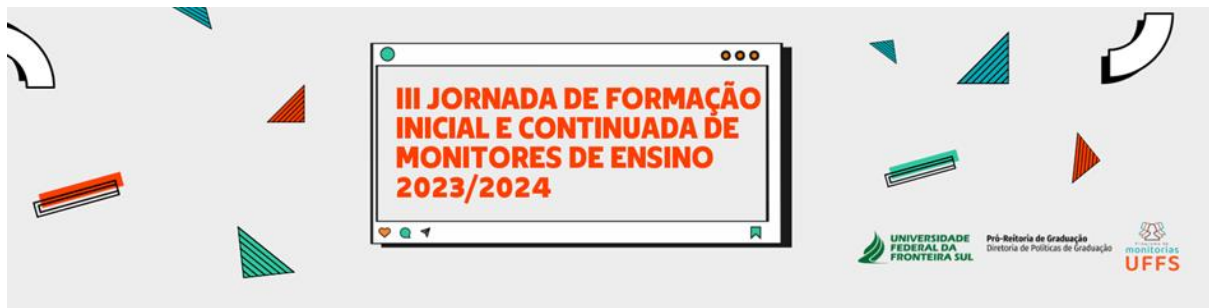 III JORNADA DE FORMAÇÃO
INICIAL E CONTINUADA DE
MONITORES DE ENSINO
2023/2024
UNIVERSIDADE
FEDERAL DA
FRONTEIRA SUL
Pró-Reitoria de Graduação
Diretoria de Políticas de Graduação
monitorias
UFFS